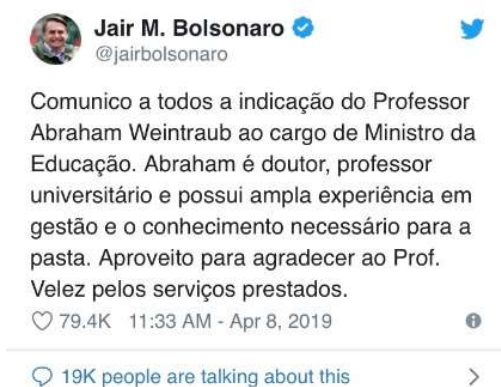 Jair M. Bolsonaro
@jairbolsonaro
Comunico a todos a indicação do Professor
Abraham Weintraub ao cargo de Ministro da
Educação. Abraham é doutor, professor
universitário e possui ampla experiência em
gestão e o conhecimento necessário para a
pasta. Aproveito para agradecer ao Prof.
Velez pelos serviços prestados.
79.4K 11:33 AM - Apr 8, 2019
19K people are talking about this